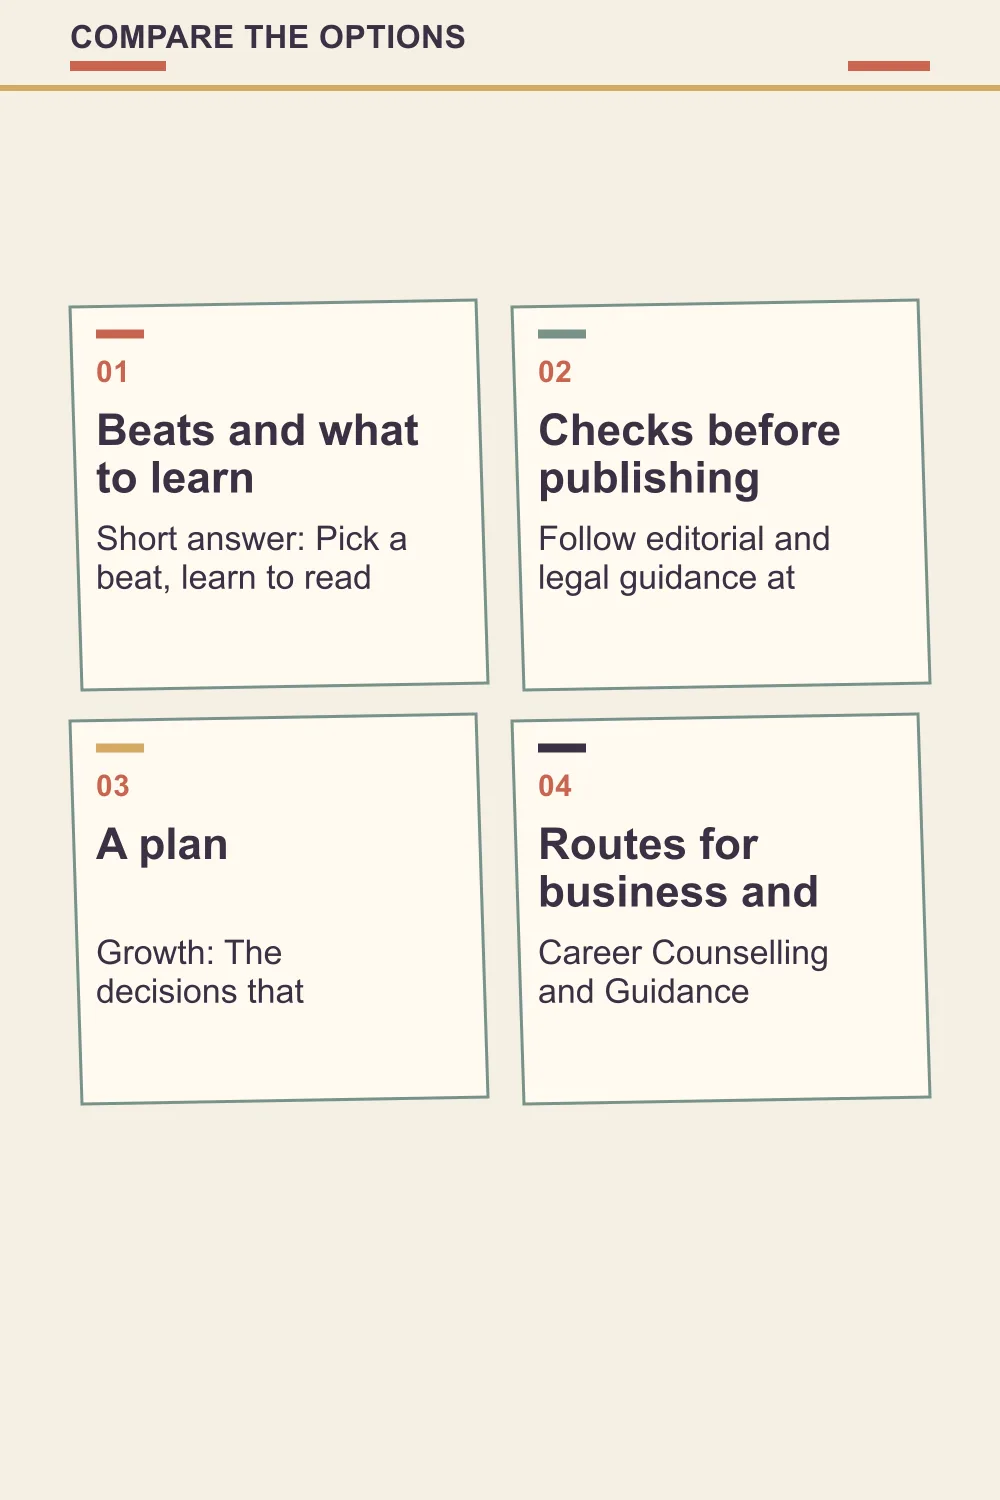 COMPARE THE OPTIONS
01
Beats and what
to learn
Short answer: Pick a
beat, learn to read
02
Checks before
publishing
Follow editorial and
legal guidance at
03
A plan
Growth: The
decisions that
04
Routes for
business and
Career Counselling
and Guidance